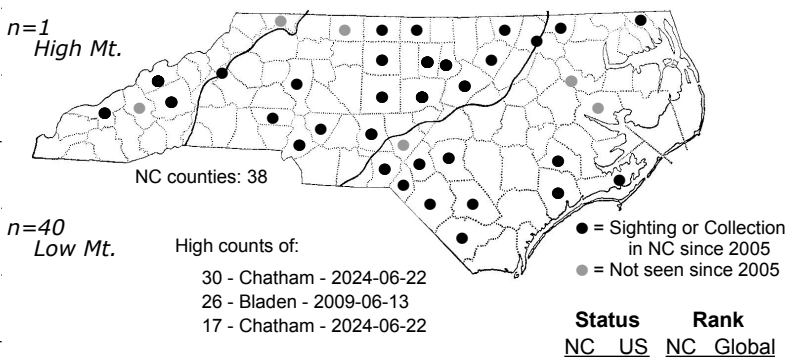 n=1
High Mt.
NC counties: 38
n=40
Low Mt.
High counts of:
30 - Chatham - 2024-06-22
26 - Bladen - 2009-06-13
17 - Chatham - 2024-06-22
= Sighting or Collection
in NC since 2005
= Not seen since 2005
Status Rank
NC US NC Global